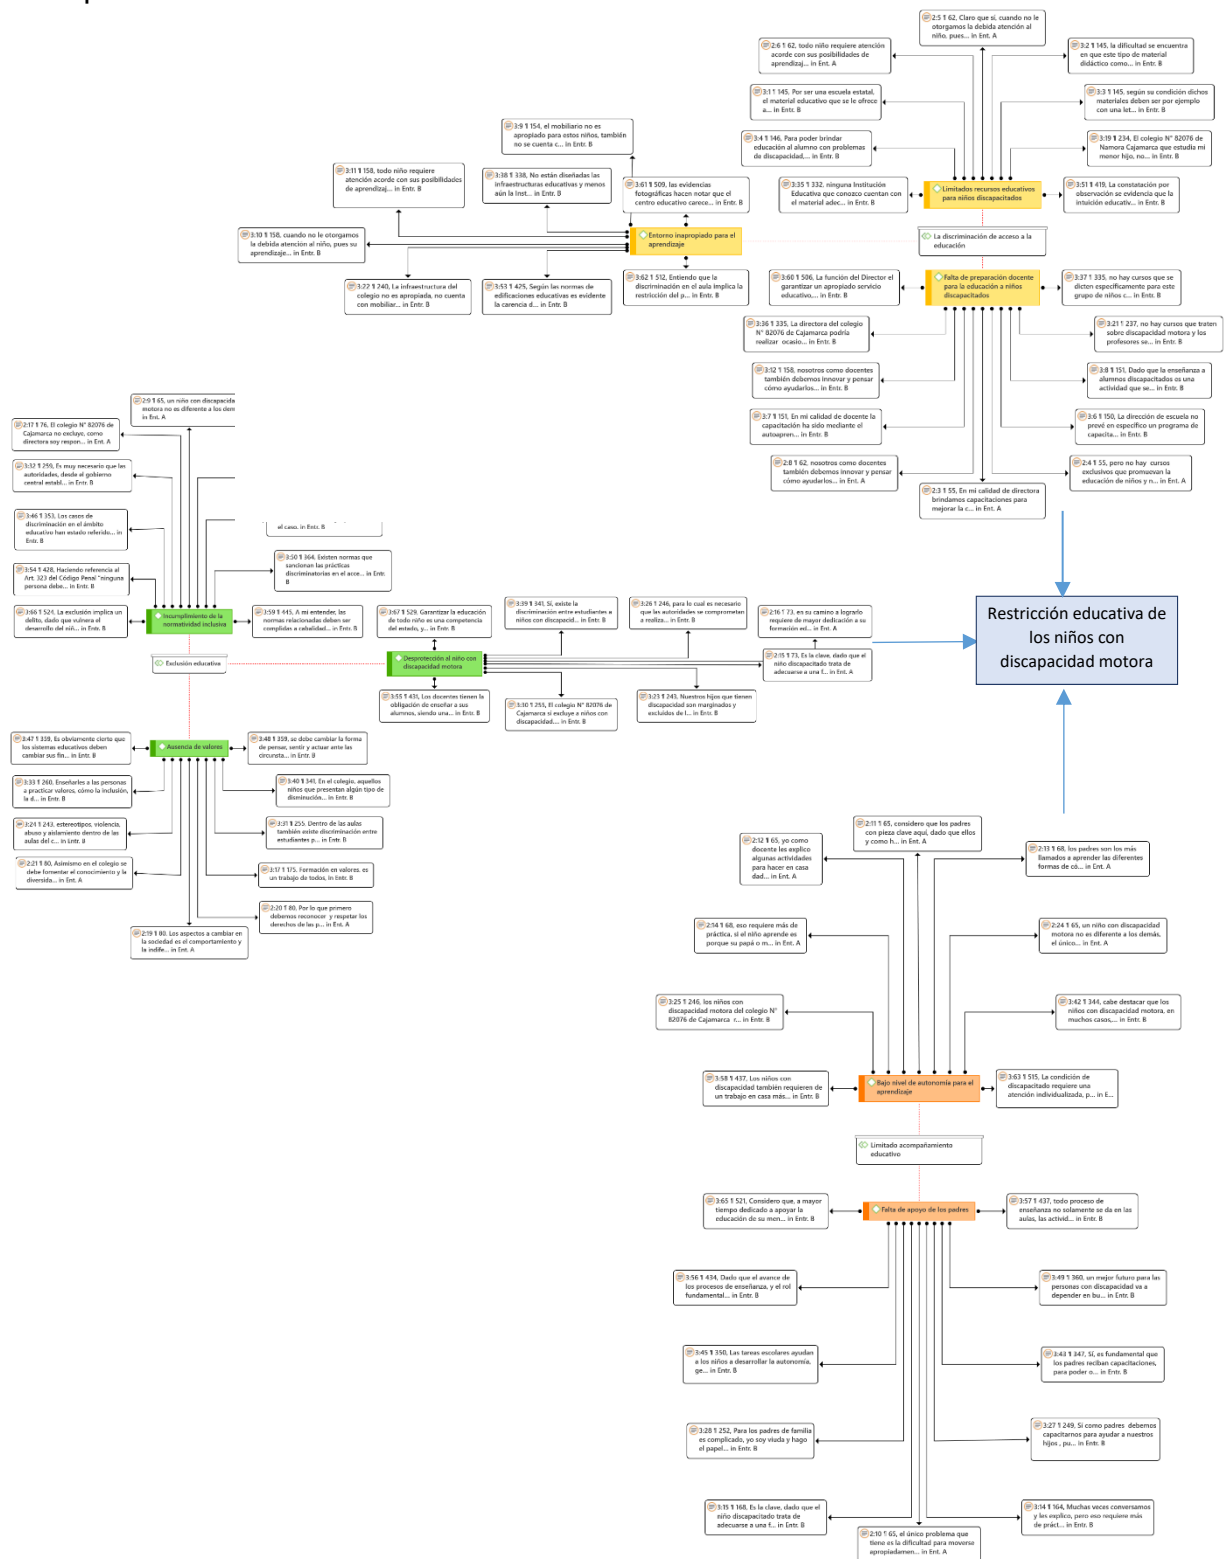 2:5 ¶ 62, Claro que sí, cuando no le
otorgamos la debida atención al
niño, pues... in Ent. A
2:6 ¶ 62, todo niño requiere atención
acorde con sus posibilidades de
aprendizaj... in Ent. A
3:2 ¶ 145, la dificultad se encuentra
en que este tipo de material
didáctico como... in Entr. B
3:1 ¶ 145, Por ser una escuela estatal,
el material educativo que se le ofrece
a... in Entr. B
3:3 ¶ 145, según su condición dichos
materiales deben ser por ejemplo
con una let... in Entr. B
3:4 ¶ 146, Para poder brindar
educación al alumno con problemas
de discapacidad,... in Entr. B
3:19 ¶ 234, El colegio N° 82076 de
Namora Cajamarca que estudia mi
menor hijo, no... in Entr. B
3:35 ¶ 332, ninguna Institución
Educativa que conozco cuentan con
el material adec... in Entr. B
Limitados recursos educativos
para niños discapacitados
3:51 ¶ 419, La constatación por
observación se evidencia que la
intuición educativ... in Entr. B
3:9 ¶ 154, el mobiliario no es
apropiado para estos niños, también
no se cuenta c... in Entr. B
3:11 ¶ 158, todo niño requiere
atención acorde con sus posibilidades
de aprendizaj... in Entr. B
3:38 ¶ 338, No están diseñadas las
infraestructuras educativas y menos
aún la Inst... in Entr. B
3:61 ¶ 509, las evidencias
fotográficas hacen notar que el
centro educativo carece... in Entr. B
3:10 ¶ 158, cuando no le otorgamos
la debida atención al niño, pues su
aprendizaje... in Entr. B
Entorno inapropiado para el
aprendizaje
3:22 ¶ 240, La infraestructura del
colegio no es apropiada, no cuenta
con mobiliar... in Entr. B
3:53 ¶ 425, Según las normas de
edificaciones educativas es evidente
la carencia d... in Entr. B
3:62 ¶ 512, Entiendo que la
discriminación en el aula implica la
restricción del p... in Entr. B
La discriminación de acceso a la
educación
3:60 ¶ 506, La función del Director el
garantizar un apropiado servicio
educativo,... in Entr. B
Falta de preparación docente
para la educación a niños
discapacitados
3:37 ¶ 335, no hay cursos que se
dicten específicamente para este
grupo de niños c... in Entr. B
3:36 ¶ 335, La directora del colegio
N° 82076 de Cajamarca podría
realizar ocasio... in Entr. B
3:21 ¶ 237, no hay cursos que traten
sobre discapacidad motora y los
profesores se... in Entr. B
3:12 ¶ 158, nosotros como docentes
también debemos innovar y pensar
cómo ayudarlos... in Entr. B
3:8 ¶ 151, Dado que la enseñanza a
alumnos discapacitados es una
actividad que se... in Entr. B
3:7 ¶ 151, En mi calidad de docente la
capacitación ha sido mediante el
autoapren... in Entr. B
3:6 ¶ 150, La dirección de escuela no
prevé en específico un programa de
capacita... in Entr. B
2:8 ¶ 62, nosotros como docentes
también debemos innovar y pensar
cómo ayudarlos... in Ent. A
2:4 ¶ 55, pero no hay cursos
exclusivos que promuevan la
educación de niños y n... in Ent. A
2:3 ¶ 55, En mi calidad de directora
brindamos capacitaciones para
mejorar la c... in Ent. A
2:9 ¶ 65, un niño con discapacida
motora no es diferente a los dem
in Ent. A
2:17 ¶ 76, El colegio N° 82076 de
Cajamarca no excluye, como
directora soy respon... in Ent. A
3:32 ¶ 259, Es muy necesario que las
autoridades, desde el gobierno
central establ... in Entr. B
3:46 ¶ 353, Los casos de
discriminación en el ámbito
educativo han estado referido... in
Entr. B
el caso. in Entr. B
3:50 ¶ 364, Existen normas que
sancionan las prácticas
discriminatorias en el acce... in Entr.
B
3:54 ¶ 428, Haciendo referencia al
Art. 323 del Código Penal "ninguna
persona debe... in Entr. B
3:66 ¶ 524, La exclusión implica un
delito, dado que vulnera el
desarrollo del niñ... in Entr. B
Incumplimiento de la
normatividad inclusiva
3:59 ¶ 445, A mi entender, las
normas relacionadas deben ser
cumplidas a cabalidad... in Entr. B
3:67 ¶ 529, Garantizar la educación
de todo niño es una competencia
del estado, y... in Entr. B
3:39 ¶ 341, Sí, existe la
discriminación entre estudiantes a
niños con discapacid... in Entr. B
3:26 ¶ 246, para lo cual es necesario
que las autoridades se comprometan
a realiza... in Entr. B
2:16 ¶ 73, en su camino a lograrlo
requiere de mayor dedicación a su
formación ed... in Ent. A
Restricción educativa de
los niños con
discapacidad motora
Exclusión educativa
Desprotección al niño con
discapacidad motora
2:15 ¶ 73, Es la clave, dado que el
niño discapacitado trata de
adecuarse a una f... in Ent. A
3:55 ¶ 431, Los docentes tienen la
obligación de enseñar a sus
alumnos, siendo una... in Entr. B
3:30 ¶ 255, El colegio N° 82076 de
Cajamarca si excluye a niños con
discapacidad.... in Entr. B
3:23 ¶ 243, Nuestros hijos que tienen
discapacidad son marginados y
excluidos de l... in Entr. B
3:47 ¶ 359, Es obviamente cierto que
los sistemas educativos deben
cambiar sus fin... in Entr. B
Ausencia de valores
3:48 ¶ 359, se debe cambiar la forma
de pensar, sentir y actuar ante las
circunsta... in Entr. B
3:33 ¶ 260, Enseñarles a las personas
a practicar valores, cómo la inclusión,
la d... in Entr. B
3:40 ¶ 341, En el colegio, aquellos
niños que presentan algún tipo de
disminución... in Entr. B
3:24 ¶ 243, estereotipos, violencia,
abuso y aislamiento dentro de las
aulas del c... in Entr. B
3:31 ¶ 255, Dentro de las aulas
también existe discriminación entre
estudiantes p... in Entr. B
2:21 ¶ 80, Asimismo en el colegio se
debe fomentar el conocimiento y la
diversida... in Ent. A
3:17 ¶ 175, Formación en valores, es
un trabajo de todos, in Entr. B
2:20 ¶ 80, Por lo que primero
debemos reconocer y respetar los
derechos de las p... in Ent. A
2:19 ¶ 80, Los aspectos a cambiar en
la sociedad es el comportamiento y
la indife... in Ent. A
2:11 ¶ 65, considero que los padres
con pieza clave aquí, dado que ellos
y como h... in Ent. A
2:12 ¶ 65, yo como
docente les explico
algunas actividades
para hacer en casa
dad... in Ent. A
2:13 ¶ 68, los padres son los más
llamados a aprender las diferentes
formas de có... in Ent. A
2:14 ¶ 68, eso requiere más de
práctica, si el niño aprende es
porque su papá o m... in Ent. A
2:24 ¶ 65, un niño con discapacidad
motora no es diferente a los demás,
el único... in Ent. A
3:25 ¶ 246, los niños con
discapacidad motora del colegio N°
82076 de Cajamarca r... in Entr. B
3:42 ¶ 344, cabe destacar que los
niños con discapacidad motora, en
muchos casos,... in Entr. B
3:58 ¶ 437, Los niños con
discapacidad también requieren de
un trabajo en casa más... in Entr. B
Bajo nivel de autonomía para el
aprendizaje
3:63 ¶ 515, La condición de
discapacitado requiere una
atención individualizada, p... in E...
Limitado acompañamiento
educativo
3:65 ¶ 521, Considero que, a mayor
tiempo dedicado a apoyar la
educación de su men... in Entr. B
Falta de apoyo de los padres
3:57 ¶ 437, todo proceso de
enseñanza no solamente se da en las
aulas, las activid... in Entr. B
3:56 ¶ 434, Dado que el avance de
los procesos de enseñanza, y el rol
fundamental... in Entr. B
3:49 ¶ 360, un mejor futuro para las
personas con discapacidad va a
depender en bu... in Entr. B
3:45 ¶ 350, Las tareas escolares ayudan
a los niños a desarrollar la autonomía,
ge... in Entr. B
3:43 ¶ 347, Sí, es fundamental que
los padres reciban capacitaciones,
para poder o... in Entr. B
3:28 ¶ 252, Para los padres de familia
es complicado, yo soy viuda y hago
el papel... in Entr. B
3:27 ¶ 249, Si como padres debemos
capacitarnos para ayudar a nuestros
hijos , pu... in Entr. B
3:15 ¶ 168, Es la clave, dado que el
niño discapacitado trata de
adecuarse a una f... in Entr. B
3:14 ¶ 164, Muchas veces conversamos
y les explico, pero eso requiere más
de práct... in Entr. B
2:10 ¶ 65, el único problema que
tiene es la dificultad para moverse
apropiadamen... in Ent. A